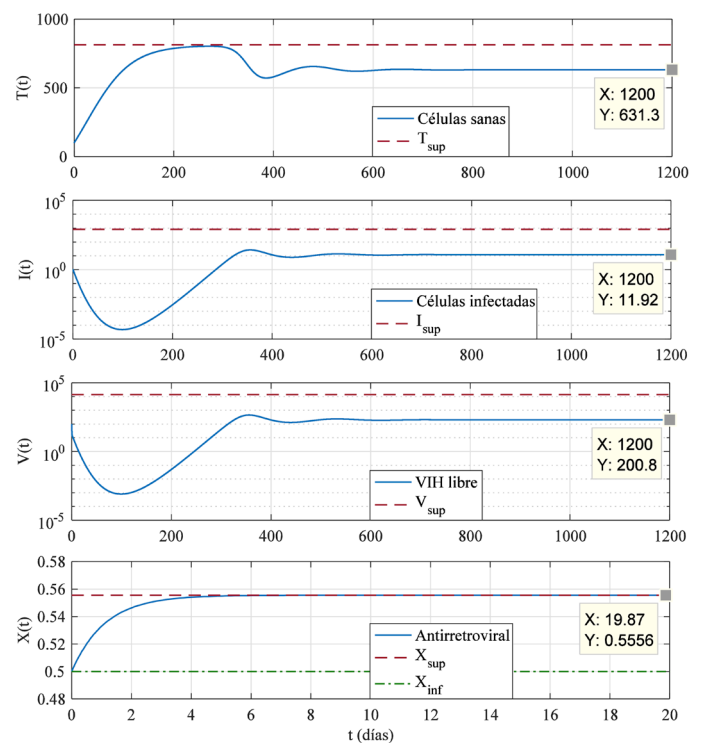 1000
500
0
T(t)
X: 1200
Y: 631.3
Células sanas
T_sup
0 200 400 600 800 1000 1200
10^5
10^0
10^-5
I(t)
X: 1200
Y: 11.92
Células infectadas
I_sup
0 200 400 600 800 1000 1200
10^5
10^0
10^-5
V(t)
X: 1200
Y: 200.8
VIH libre
V_sup
0 200 400 600 800 1000 1200
0.58
0.56
0.54
0.52
0.5
0.48
X(t)
X: 19.87
Y: 0.5556
Antirretroviral
X_sup
X_inf
0 2 4 6 8 10 12 14 16 18 20
t (días)